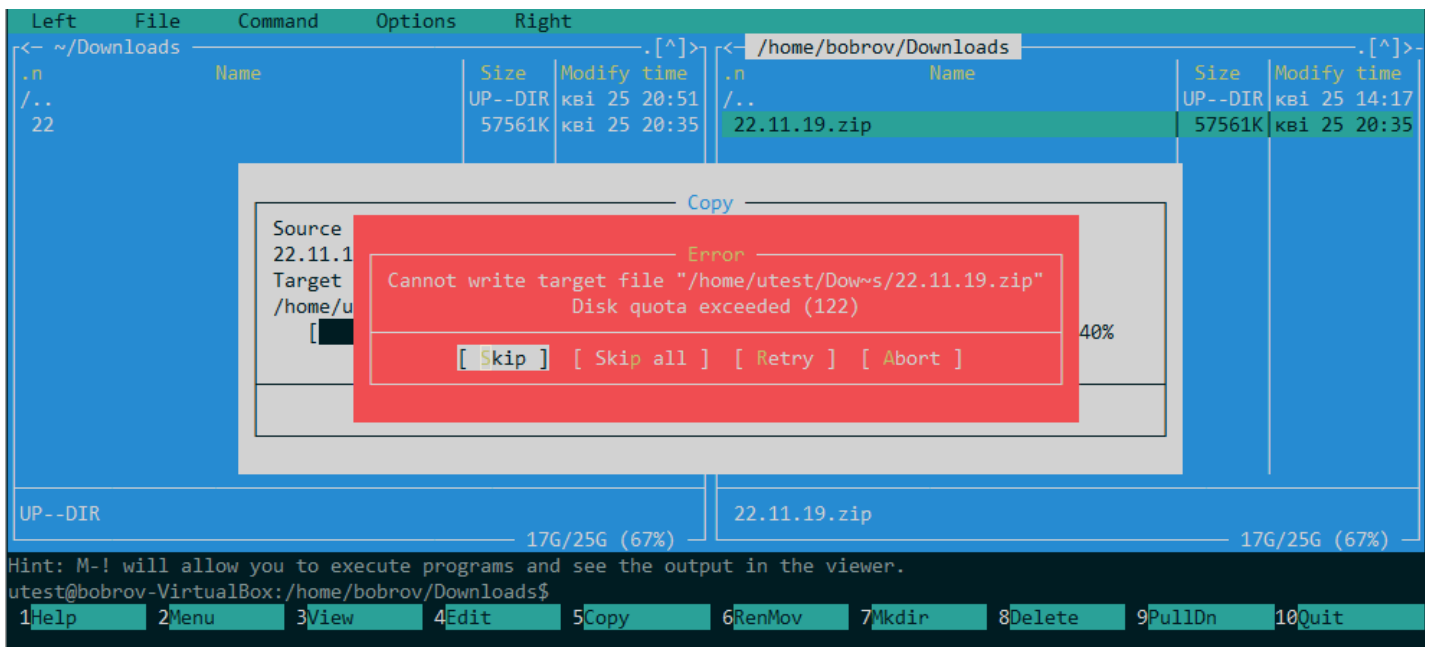 Left File Command Options Right
<- ~/Downloads .[^]> <- /home/bobrov/Downloads .[^]>
.n Name Size Modify time .n Name Size Modify time
/.. UP--DIR кві 25 20:51 /.. UP--DIR кві 25 14:17
22 57561K кві 25 20:35 22.11.19.zip 57561K кві 25 20:35
Copy
Source
22.11.1
Target
/home/u
[ 40%
Error
Cannot write target file "/home/utest/Dow~s/22.11.19.zip"
Disk quota exceeded (122)
[ Skip ] [ Skip all ] [ Retry ] [ Abort ]
UP--DIR 22.11.19.zip
17G/25G (67%) 17G/25G (67%)
Hint: M-! will allow you to execute programs and see the output in the viewer.
utest@bobrov-VirtualBox:/home/bobrov/Downloads$
1Help 2Menu 3View 4Edit 5Copy 6RenMov 7Mkdir 8Delete 9PullDn 10Quit